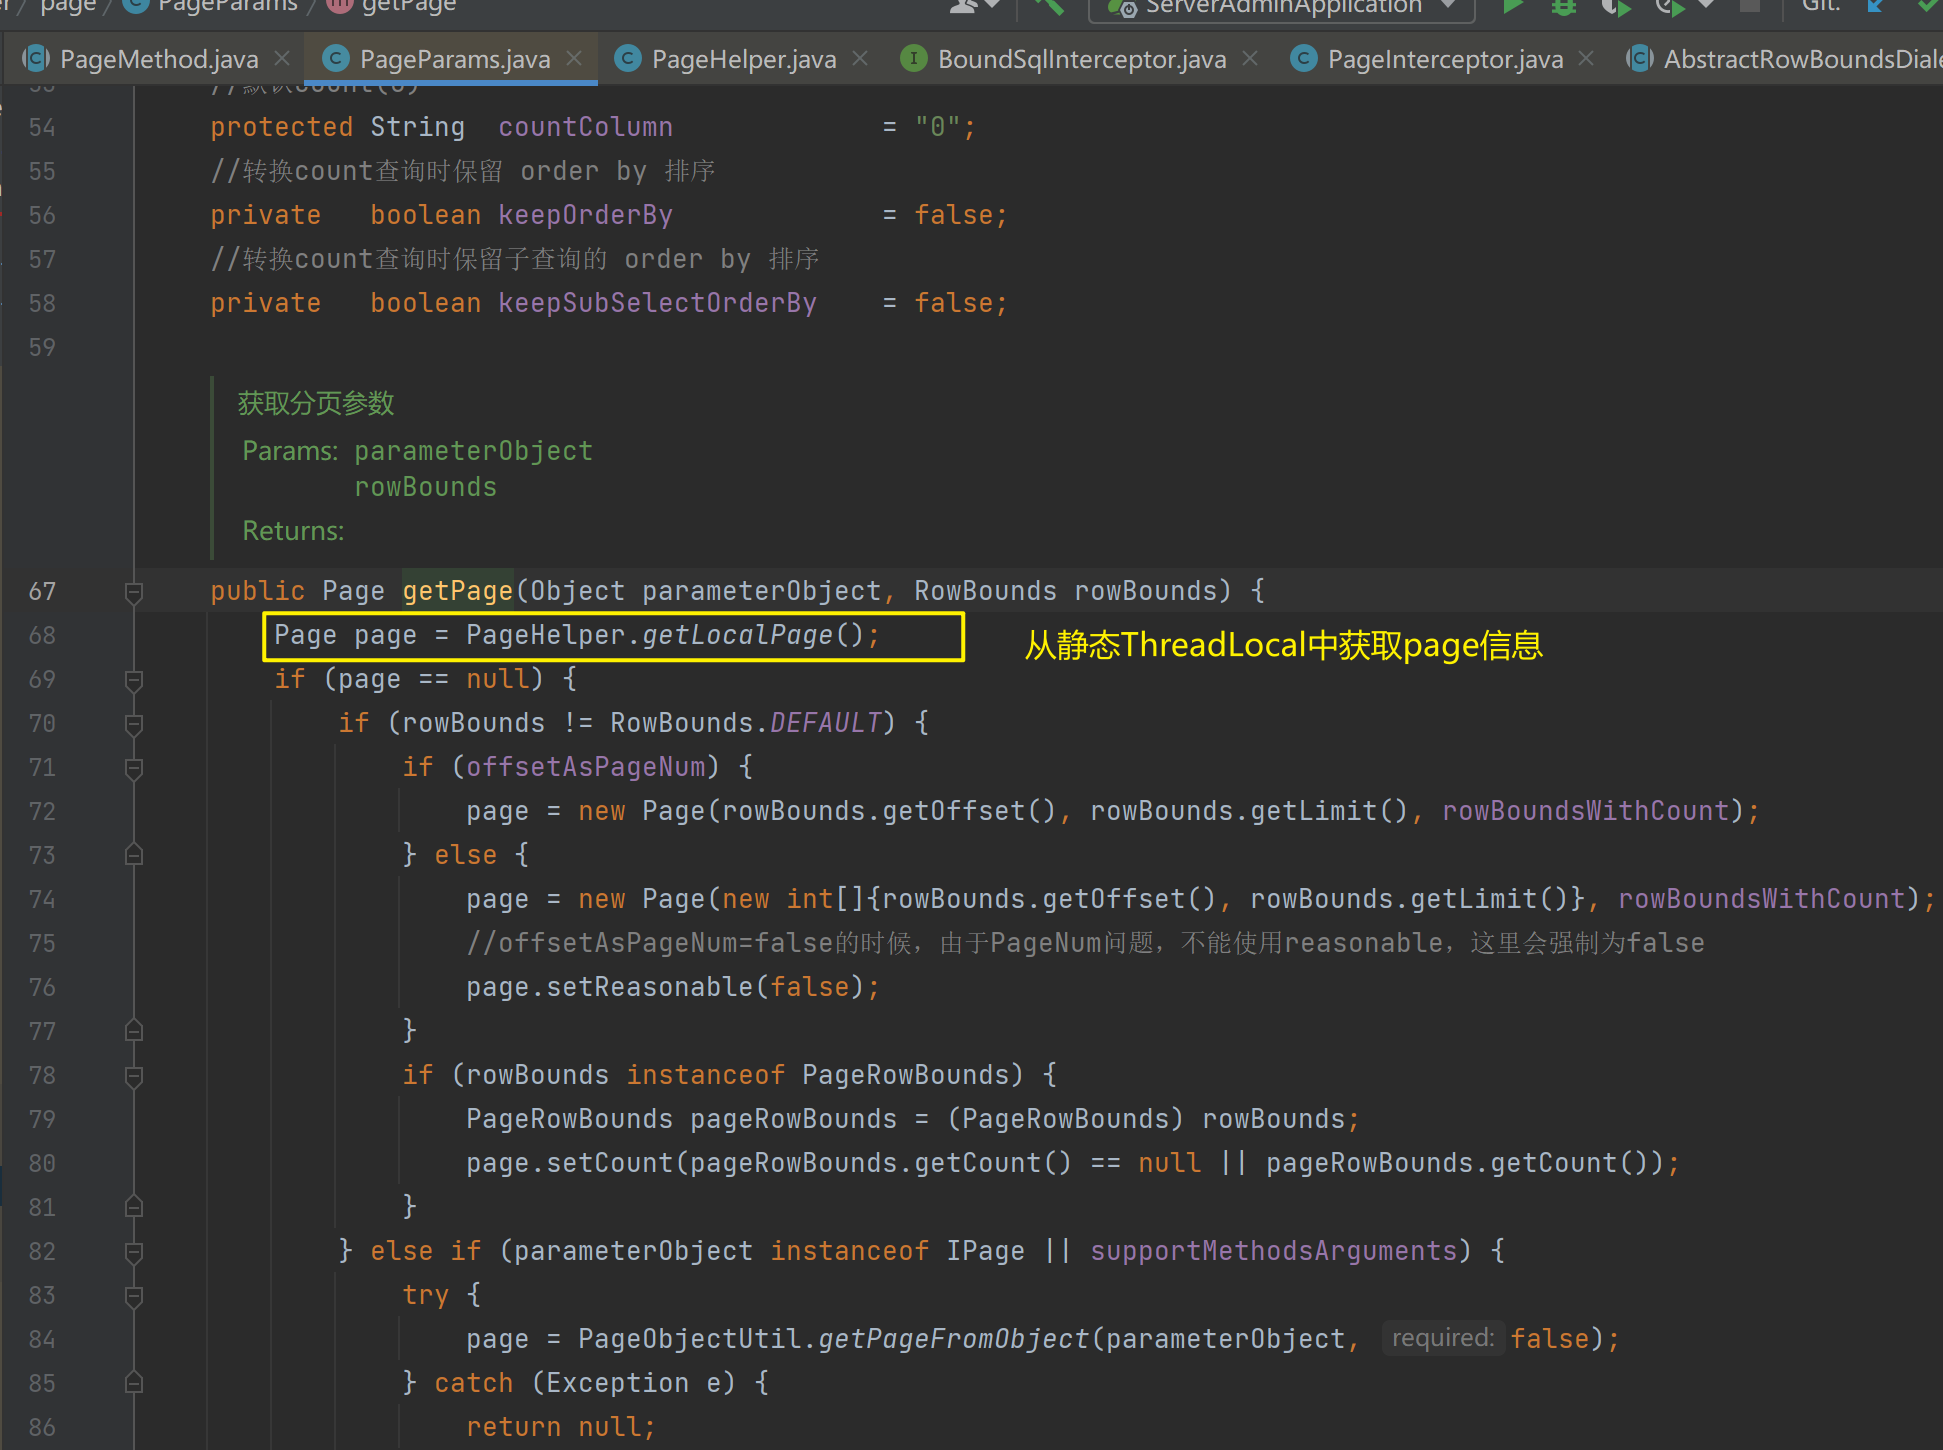 page / PageParams / getPage
ServerAdminApplication
Git:
PageMethod.java
PageParams.java
PageHelper.java
BoundSqlInterceptor.java
PageInterceptor.java
54 protected String countColumn = "0";
55 //转换count查询时保留 order by 排序
56 private boolean keepOrderBy = false;
57 //转换count查询时保留子查询的 order by 排序
58 private boolean keepSubSelectOrderBy = false;
59
获取分页参数
Params: parameterObject
rowBounds
Returns:
67 public Page getPage(Object parameterObject, RowBounds rowBounds) {
68 Page page = PageHelper.getLocalPage(); 从静态ThreadLocal中获取page信息
69 if (page == null) {
70 if (rowBounds != RowBounds.DEFAULT) {
71 if (offsetAsPageNum) {
72 page = new Page(rowBounds.getOffset(), rowBounds.getLimit(), rowBoundsWithCount);
73 } else {
74 page = new Page(new int[]{rowBounds.getOffset(), rowBounds.getLimit()}, rowBoundsWithCount);
75 //offsetAsPageNum=false的时候，由于PageNum问题，不能使用reasonable，这里会强制为false
76 page.setReasonable(false);
77 }
78 if (rowBounds instanceof PageRowBounds) {
79 PageRowBounds pageRowBounds = (PageRowBounds) rowBounds;
80 page.setCount(pageRowBounds.getCount() == null || pageRowBounds.getCount());
81 }
82 } else if (parameterObject instanceof IPage || supportMethodsArguments) {
83 try {
84 page = PageObjectUtil.getPageFromObject(parameterObject, required: false);
85 } catch (Exception e) {
86 return null;